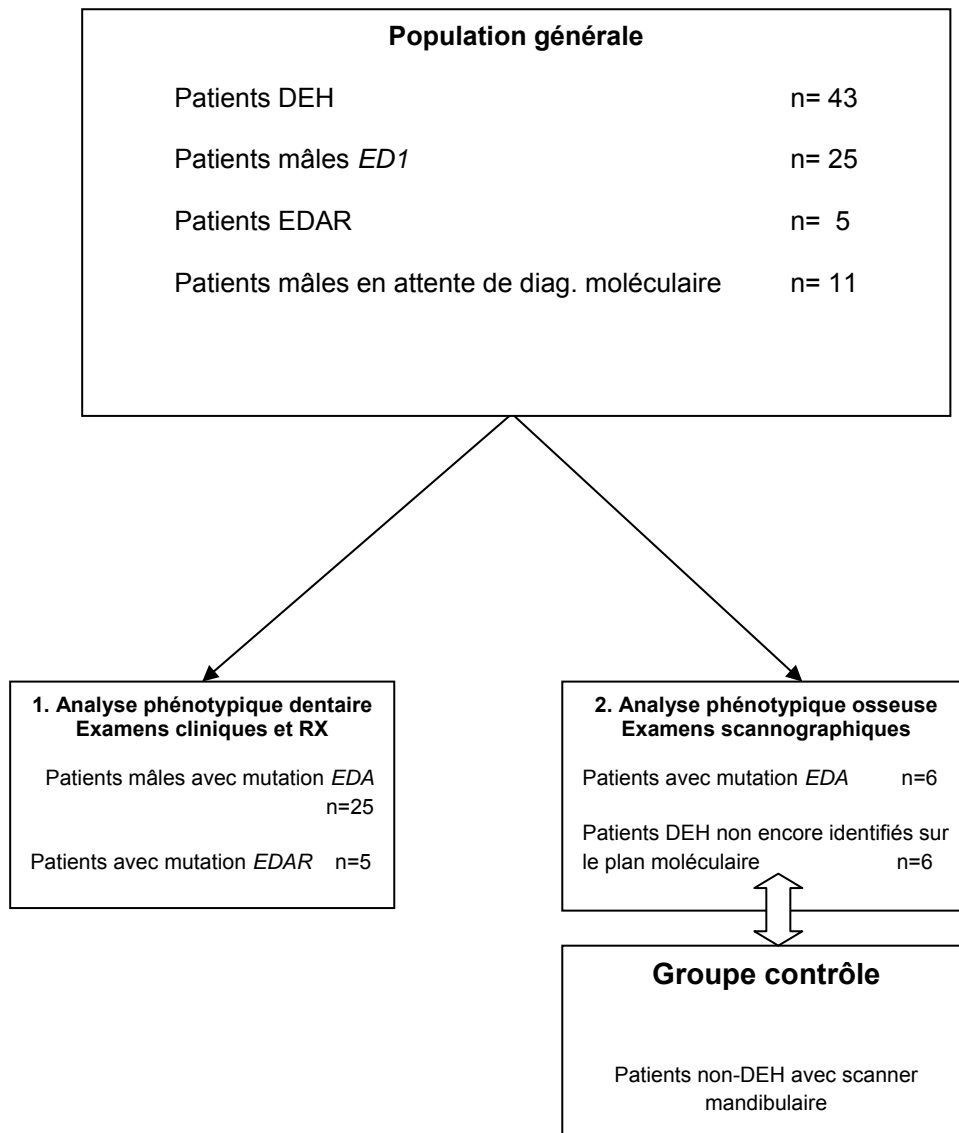 Population générale
Patients DEH n= 43
Patients mâles ED1 n= 25
Patients EDAR n= 5
Patients mâles en attente de diag. moléculaire n= 11
1. Analyse phénotypique dentaire
Examens cliniques et RX
Patients mâles avec mutation EDA
n=25
Patients avec mutation EDAR n=5
2. Analyse phénotypique osseuse
Examens scannographiques
Patients avec mutation EDA n=6
Patients DEH non encore identifiés sur
le plan moléculaire n=6
Groupe contrôle
Patients non-DEH avec scanner
mandibulaire